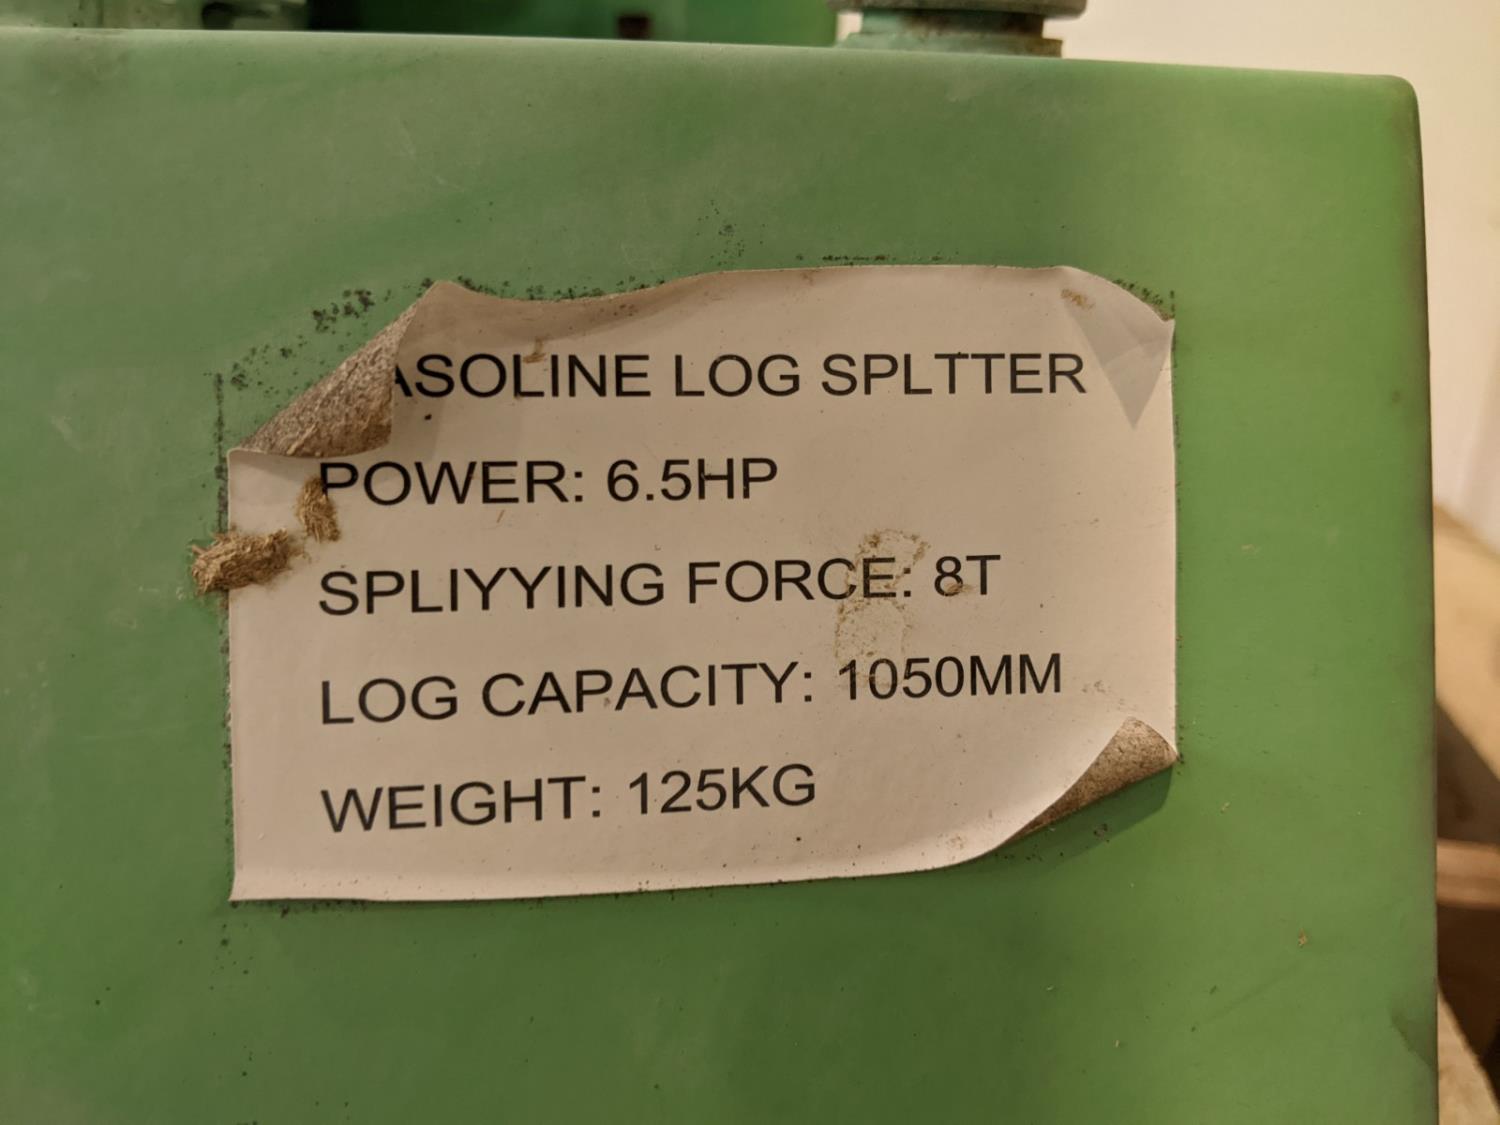 ASOLINE LOG SPLTTER
POWER: 6.5HP
SPLIYYING FORCE: 8T
LOG CAPACITY: 1050MM
WEIGHT: 125KG